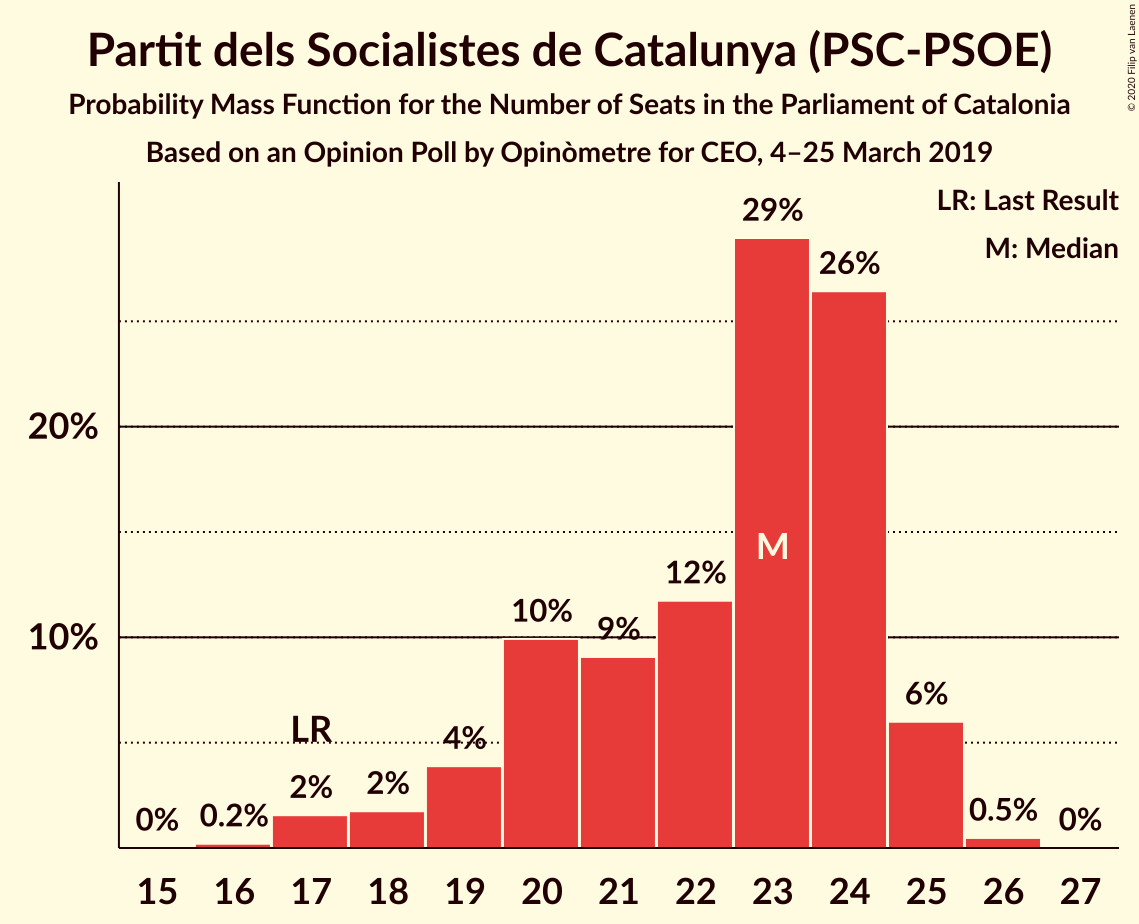 Partit dels Socialistes de Catalunya (PSC-PSOE)
Probability Mass Function for the Number of Seats in the Parliament of Catalonia
Based on an Opinion Poll by Opinòmetre for CEO, 4–25 March 2019
© 2020 Filip van Laenen
LR: Last Result
M: Median
29%
26%
20%
M
12%
10%
9%
10%
6%
LR
4%
2%
2%
0%
0.2%
0.5%
0%
15 16 17 18 19 20 21 22 23 24 25 26 27